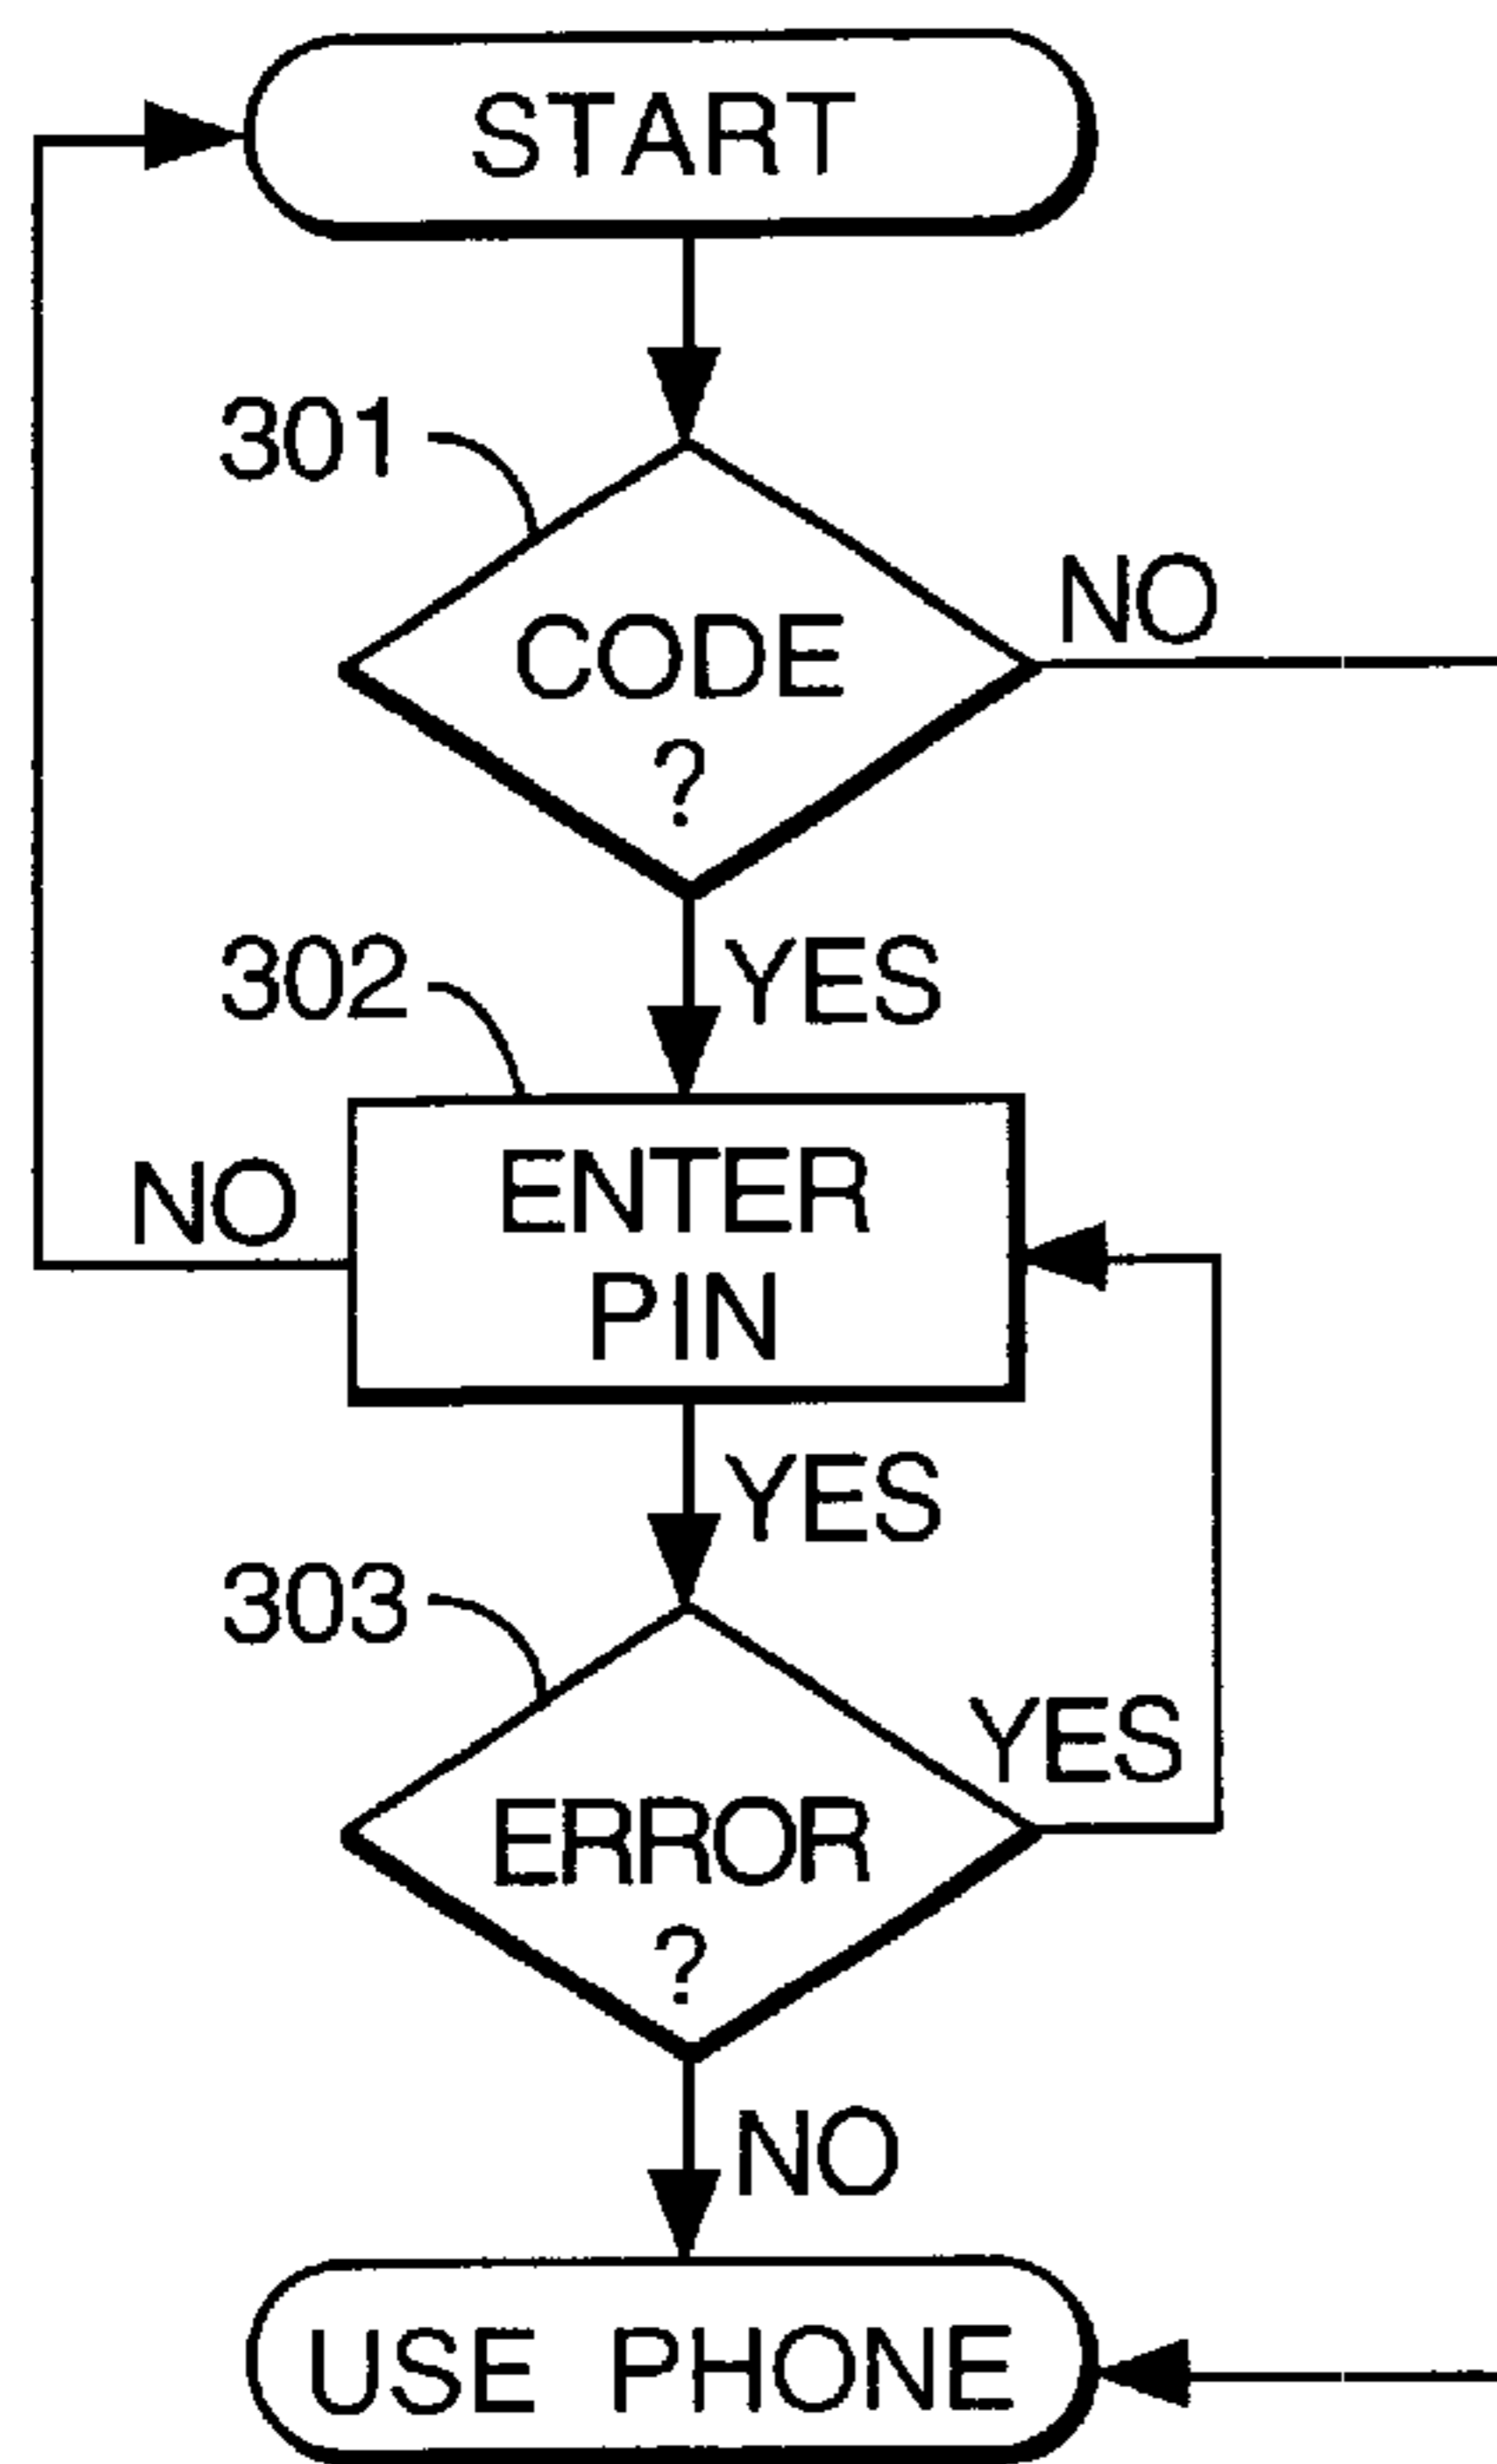 START
301
NO
CODE
?
302
YES
NO
ENTER
PIN
YES
303
YES
ERROR
?
NO
USE PHONE